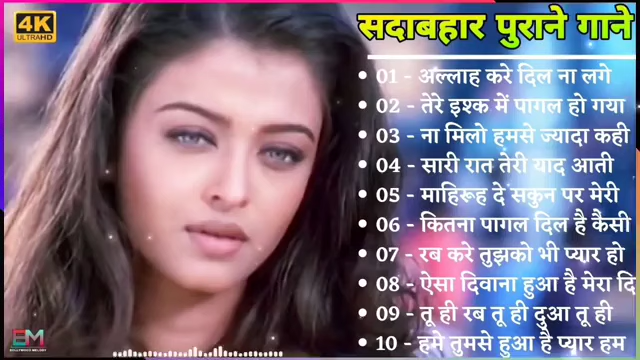 4K
ULTRAHD
सदाबहार पुराने गाने
• 01 - अल्लाह करे दिल ना लगे
• 02 - तेरे इश्क में पागल हो गया
• 03 - ना मिलो हमसे ज्यादा कही
• 04 - सारी रात तेरी याद आती
• 05 - माहिरूह दे सकुन पर मेरी
• 06 - कितना पागल दिल है कैसी
• 07 - रब करे तुझको भी प्यार हो
• 08 - ऐसा दिवाना हुआ है मेरा दि
• 09 - तू ही रब तू ही दुआ तू ही
• 10 - हमे तुमसे हुआ है प्यार हम
BM